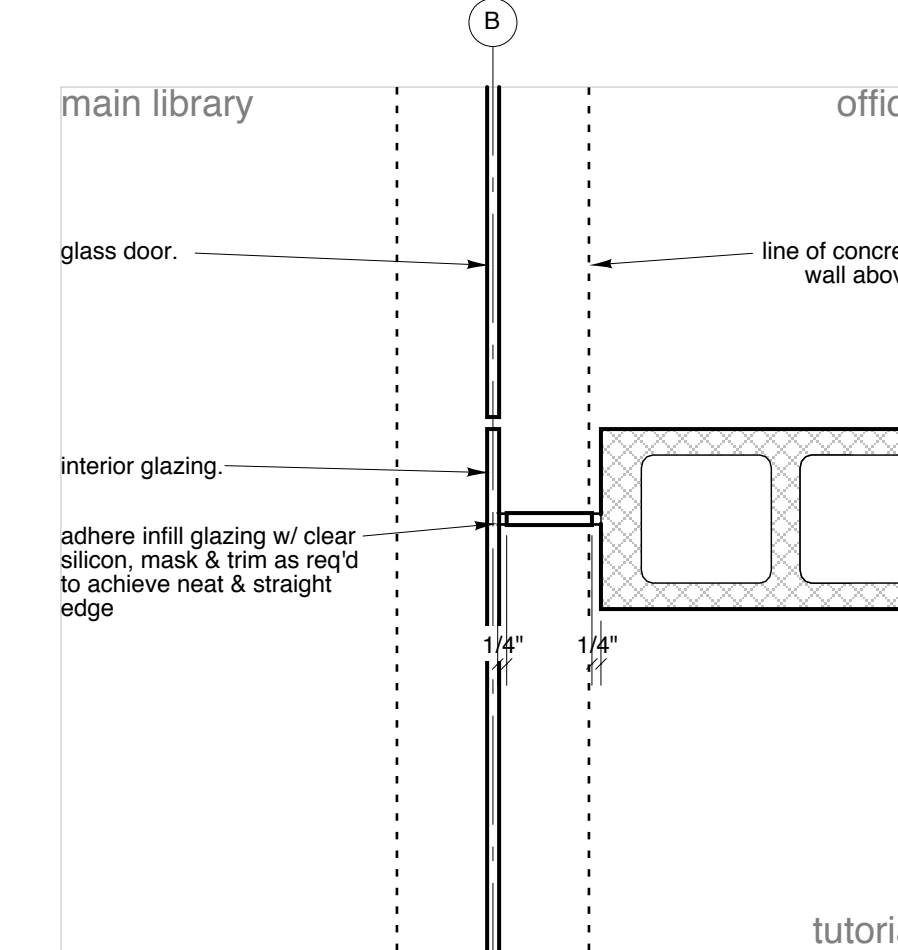 B
main library
offic
glass door.
line of concre
wall abov
interior glazing.
adhere infill glazing w/ clear
silicon, mask & trim as req'd
to achieve neat & straight
edge
1/4" 1/4"
tutoria